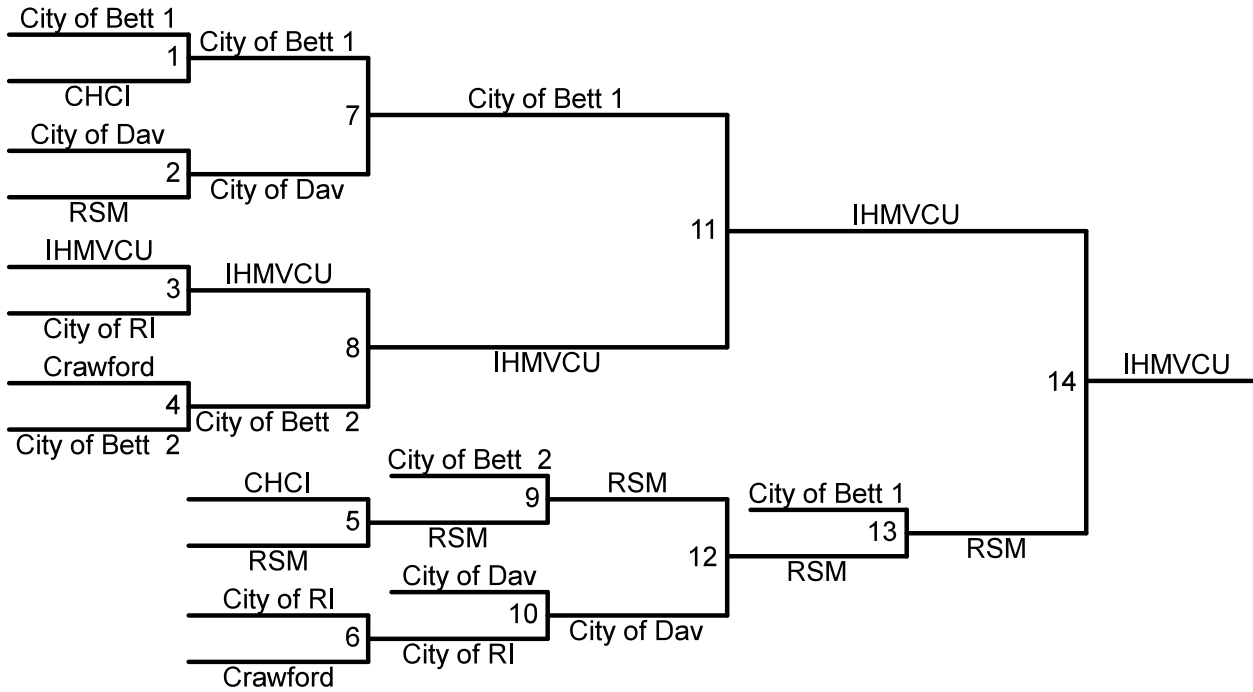 City of Bett 1
1
City of Bett 1
CHCI
7
City of Bett 1
City of Dav
2
City of Dav
RSM
11
IHMVCU
IHMVCU
3
IHMVCU
City of RI
8
IHMVCU
Crawford
4
City of Bett  2
City of Bett  2
14
IHMVCU
CHCI
5
RSM
City of Bett  2
9
RSM
RSM
12
City of Bett 1
13
RSM
RSM
City of RI
6
Crawford
City of Dav
10
City of RI
City of Dav